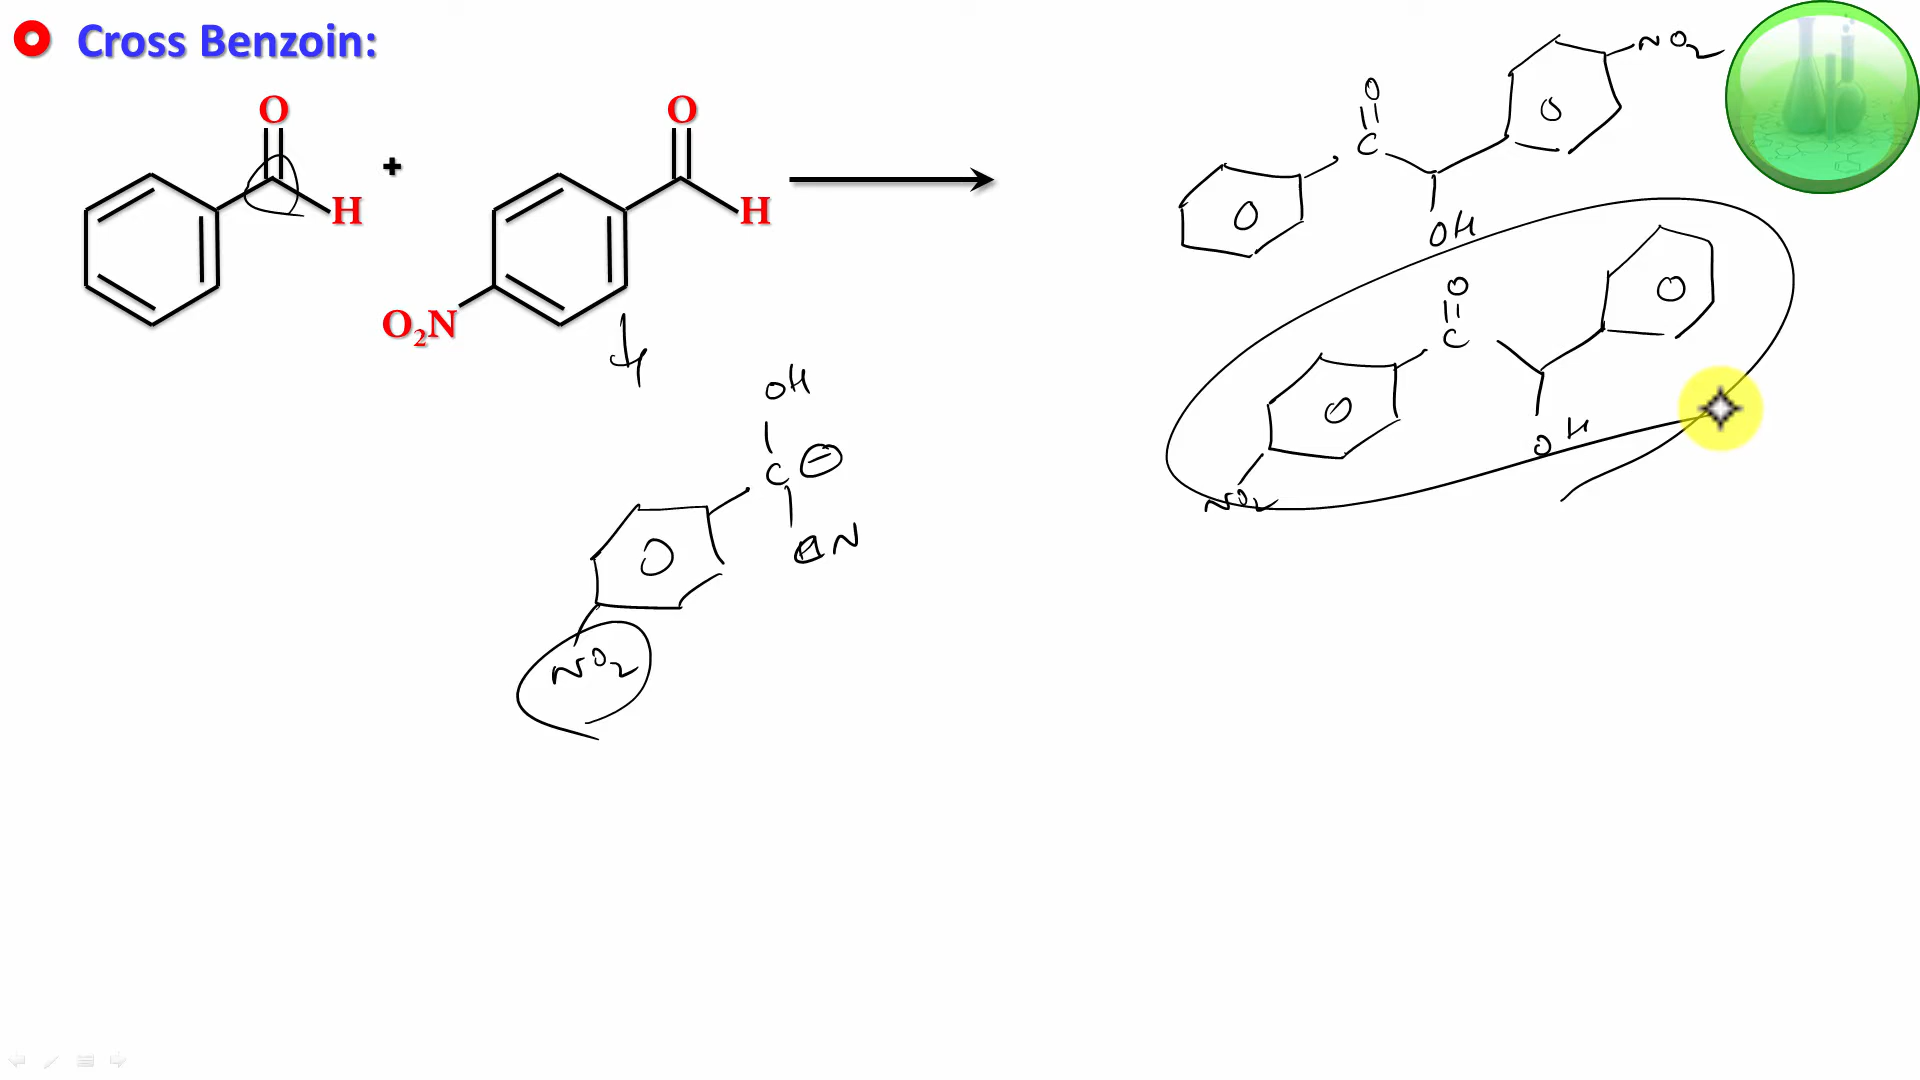 Cross Benzoin:
O
H
+
O
H
O₂N
OH
C ⊖
CN
NO₂
O
C
OH
NO₂
O
C
OH
NO₂